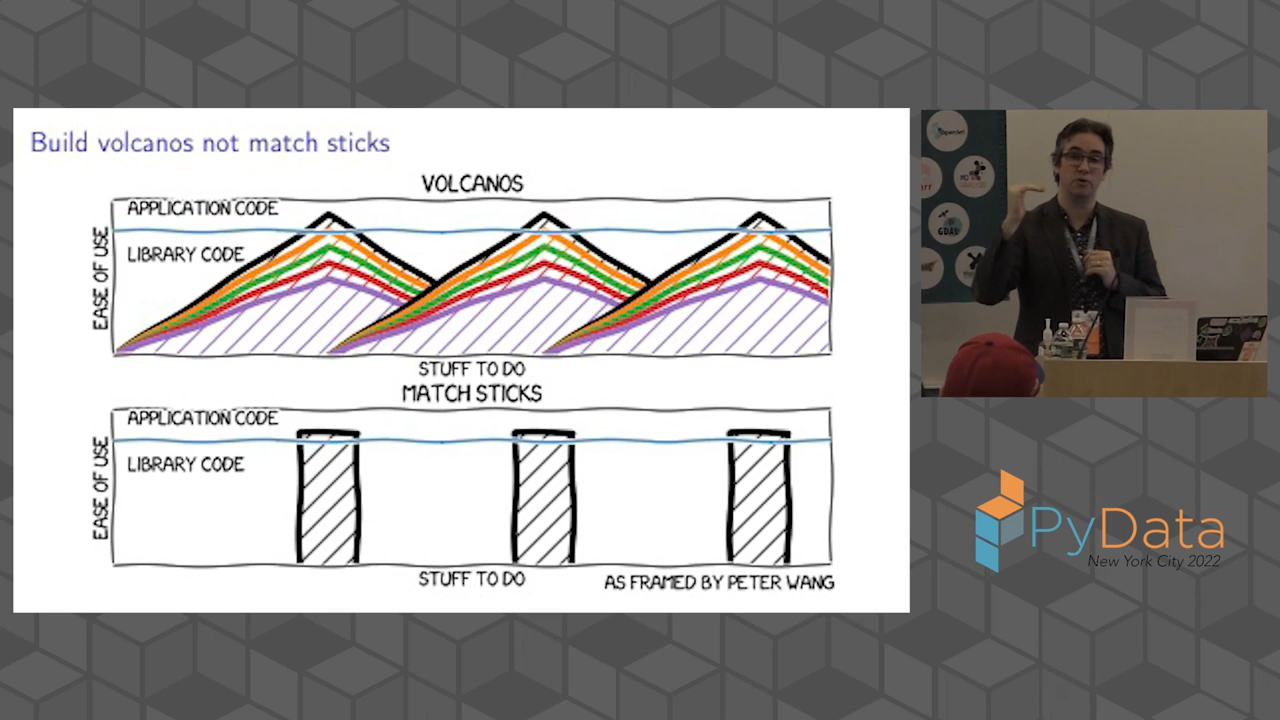 Build volcanos not match sticks
VOLCANOS
APPLICATION CODE
LIBRARY CODE
EASE OF USE
STUFF TO DO
MATCH STICKS
APPLICATION CODE
LIBRARY CODE
EASE OF USE
STUFF TO DO
AS FRAMED BY PETER WANG
GDAL
PyData
New York City 2022